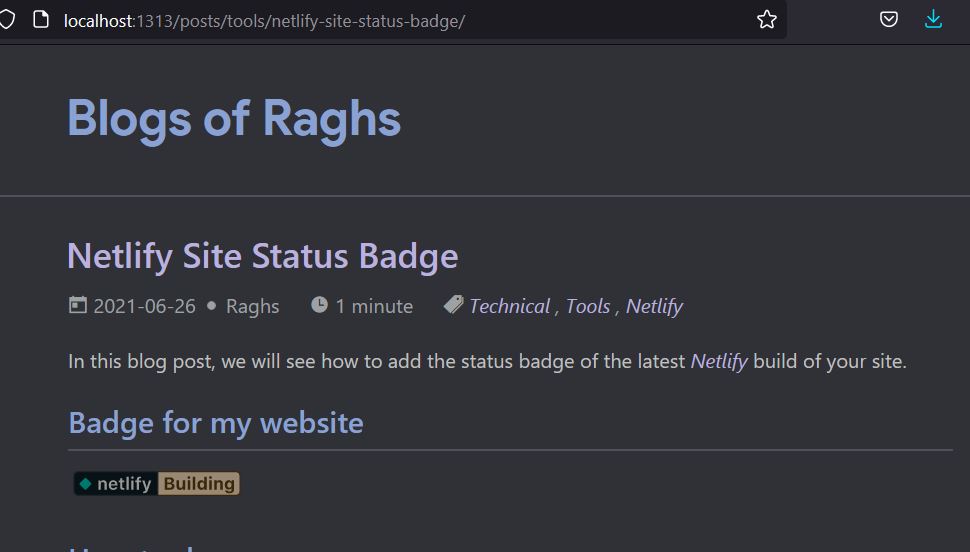 localhost:1313/posts/tools/netlify-site-status-badge/
Blogs of Raghs
Netlify Site Status Badge
2021-06-26 • Raghs 1 minute Technical , Tools , Netlify
In this blog post, we will see how to add the status badge of the latest Netlify build of your site.
Badge for my website
netlify Building